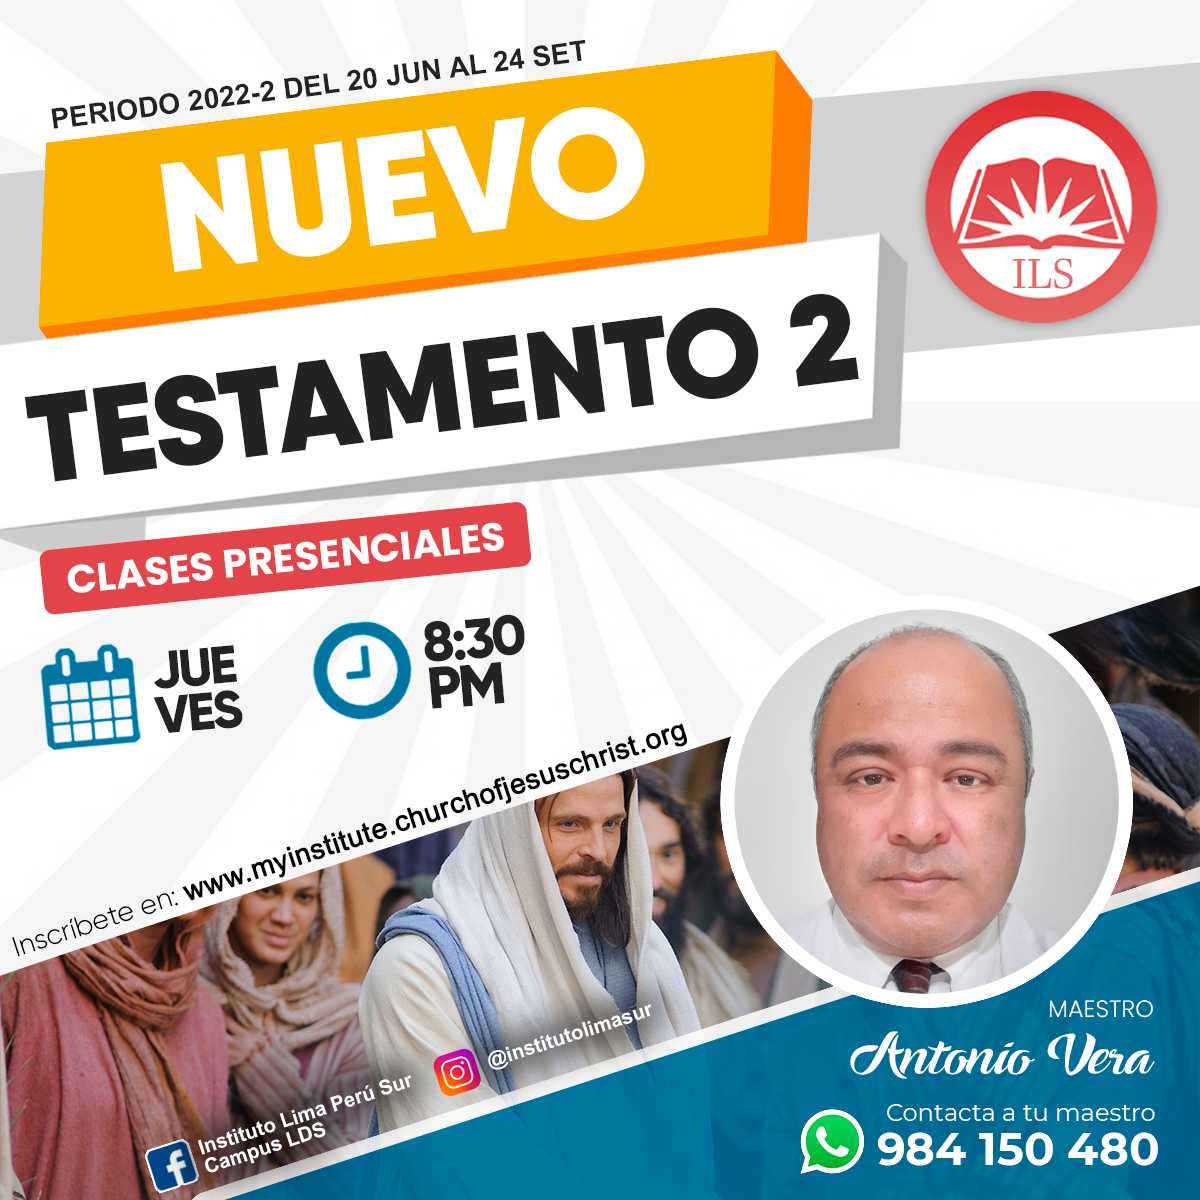 PERIODO 2022-2 DEL 20 JUN AL 24 SET
NUEVO
TESTAMENTO 2
ILS
CLASES PRESENCIALES
JUE
VES
8:30
PM
Inscríbete en: www.myinstitute.churchofjesuschrist.org
@institutolimasur
Instituto Lima Perú Sur
Campus LDS
MAESTRO
Antonio Vera
Contacta a tu maestro
984 150 480